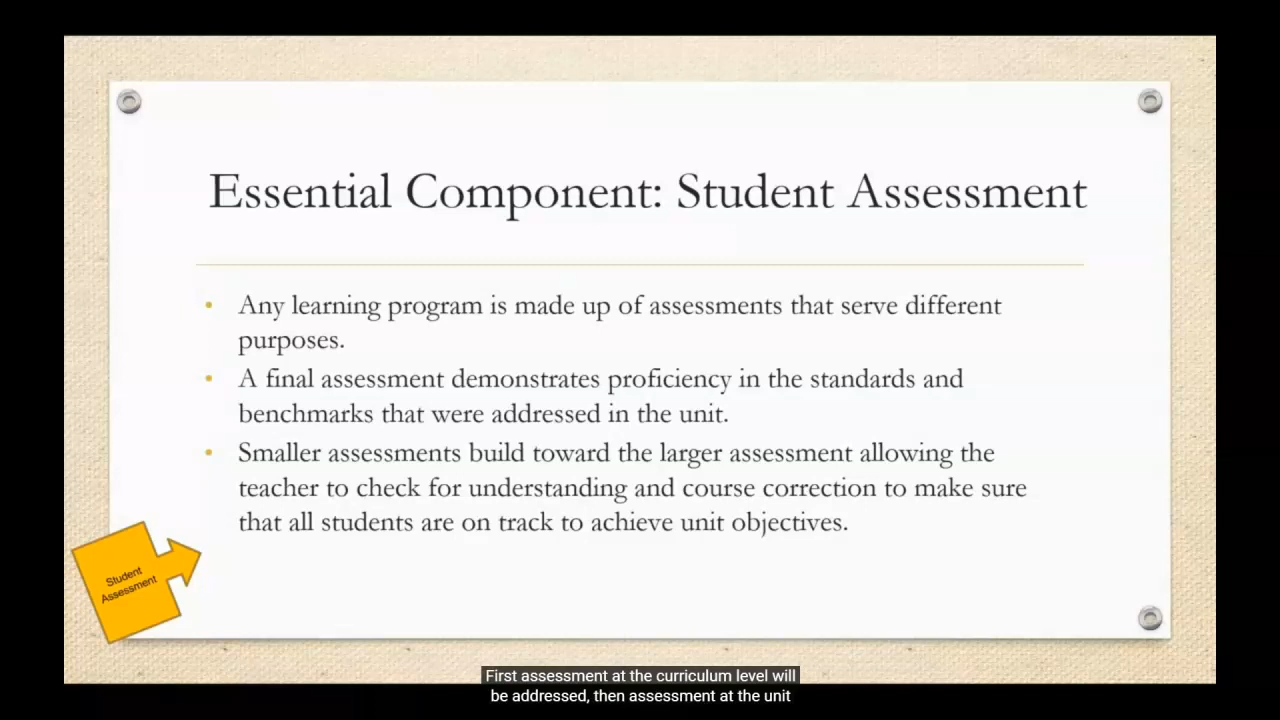 Essential Component: Student Assessment
• Any learning program is made up of assessments that serve different
purposes.
• A final assessment demonstrates proficiency in the standards and
benchmarks that were addressed in the unit.
• Smaller assessments build toward the larger assessment allowing the
teacher to check for understanding and course correction to make sure
that all students are on track to achieve unit objectives.
Student
Assessment
First assessment at the curriculum level will
be addressed, then assessment at the unit